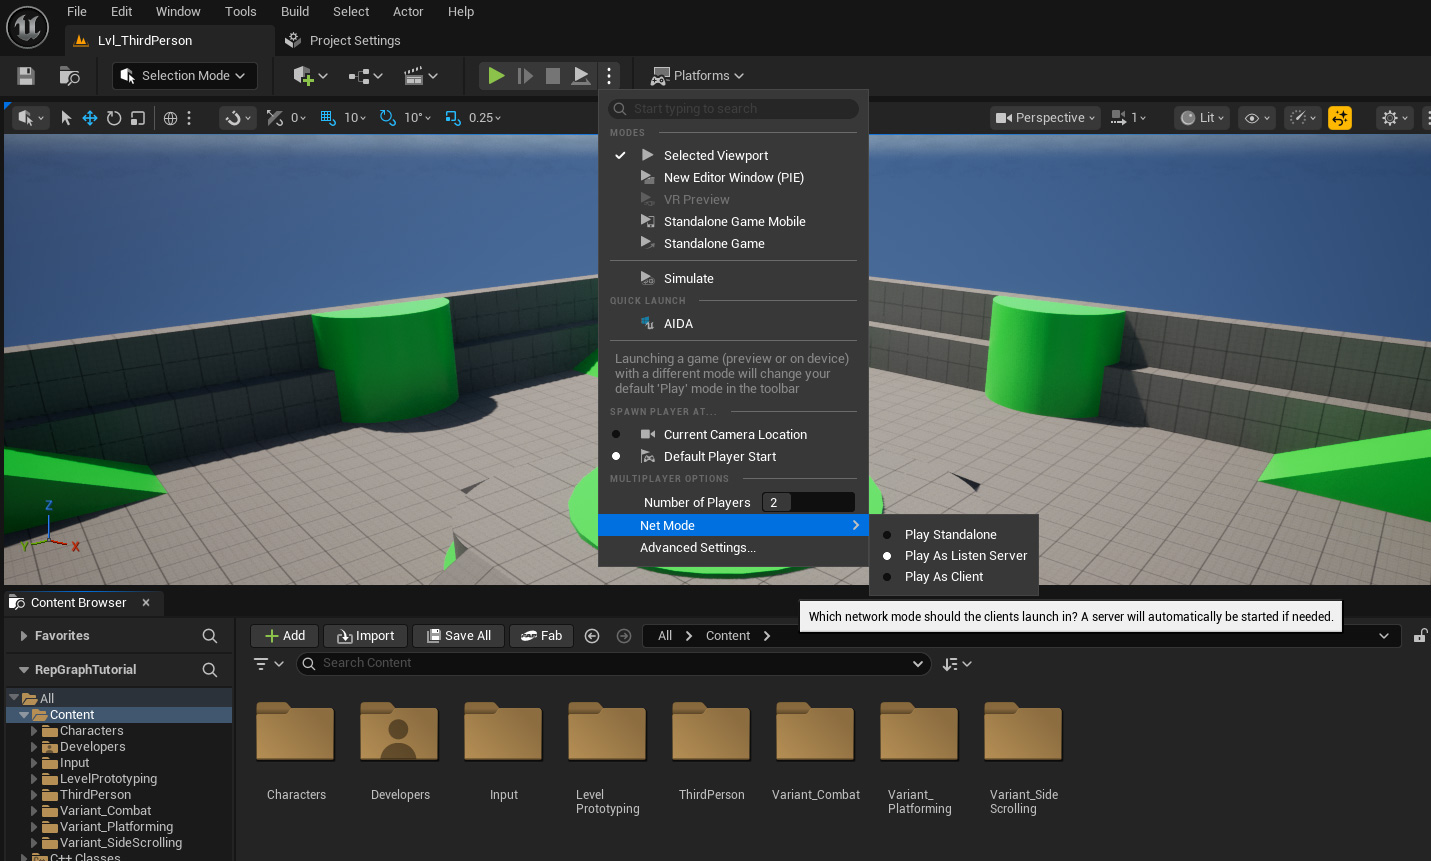 File Edit Window Tools Build Select Actor Help
Lvl_ThirdPerson Project Settings
Selection Mode Platforms
0 10 10° 0.25 Perspective 1 Lit
Start typing to search
MODES
Selected Viewport
New Editor Window (PIE)
VR Preview
Standalone Game Mobile
Standalone Game
Simulate
QUICK LAUNCH
AIDA
Launching a game (preview or on device)
with a different mode will change your
default 'Play' mode in the toolbar
SPAWN PLAYER AT...
Current Camera Location
Default Player Start
MULTIPLAYER OPTIONS
Number of Players 2
Net Mode
Advanced Settings...
Play Standalone
Play As Listen Server
Play As Client
Which network mode should the clients launch in? A server will automatically be started if needed.
Z
Y
X
Content Browser
Favorites
RepGraphTutorial
All
Content
Characters
Developers
Input
LevelPrototyping
ThirdPerson
Variant_Combat
Variant_Platforming
Variant_SideScrolling
C++ Classes
Add Import Save All Fab All Content
Search Content
Characters
Developers
Input
Level
Prototyping
ThirdPerson
Variant_Combat
Variant_
Platforming
Variant_Side
Scrolling